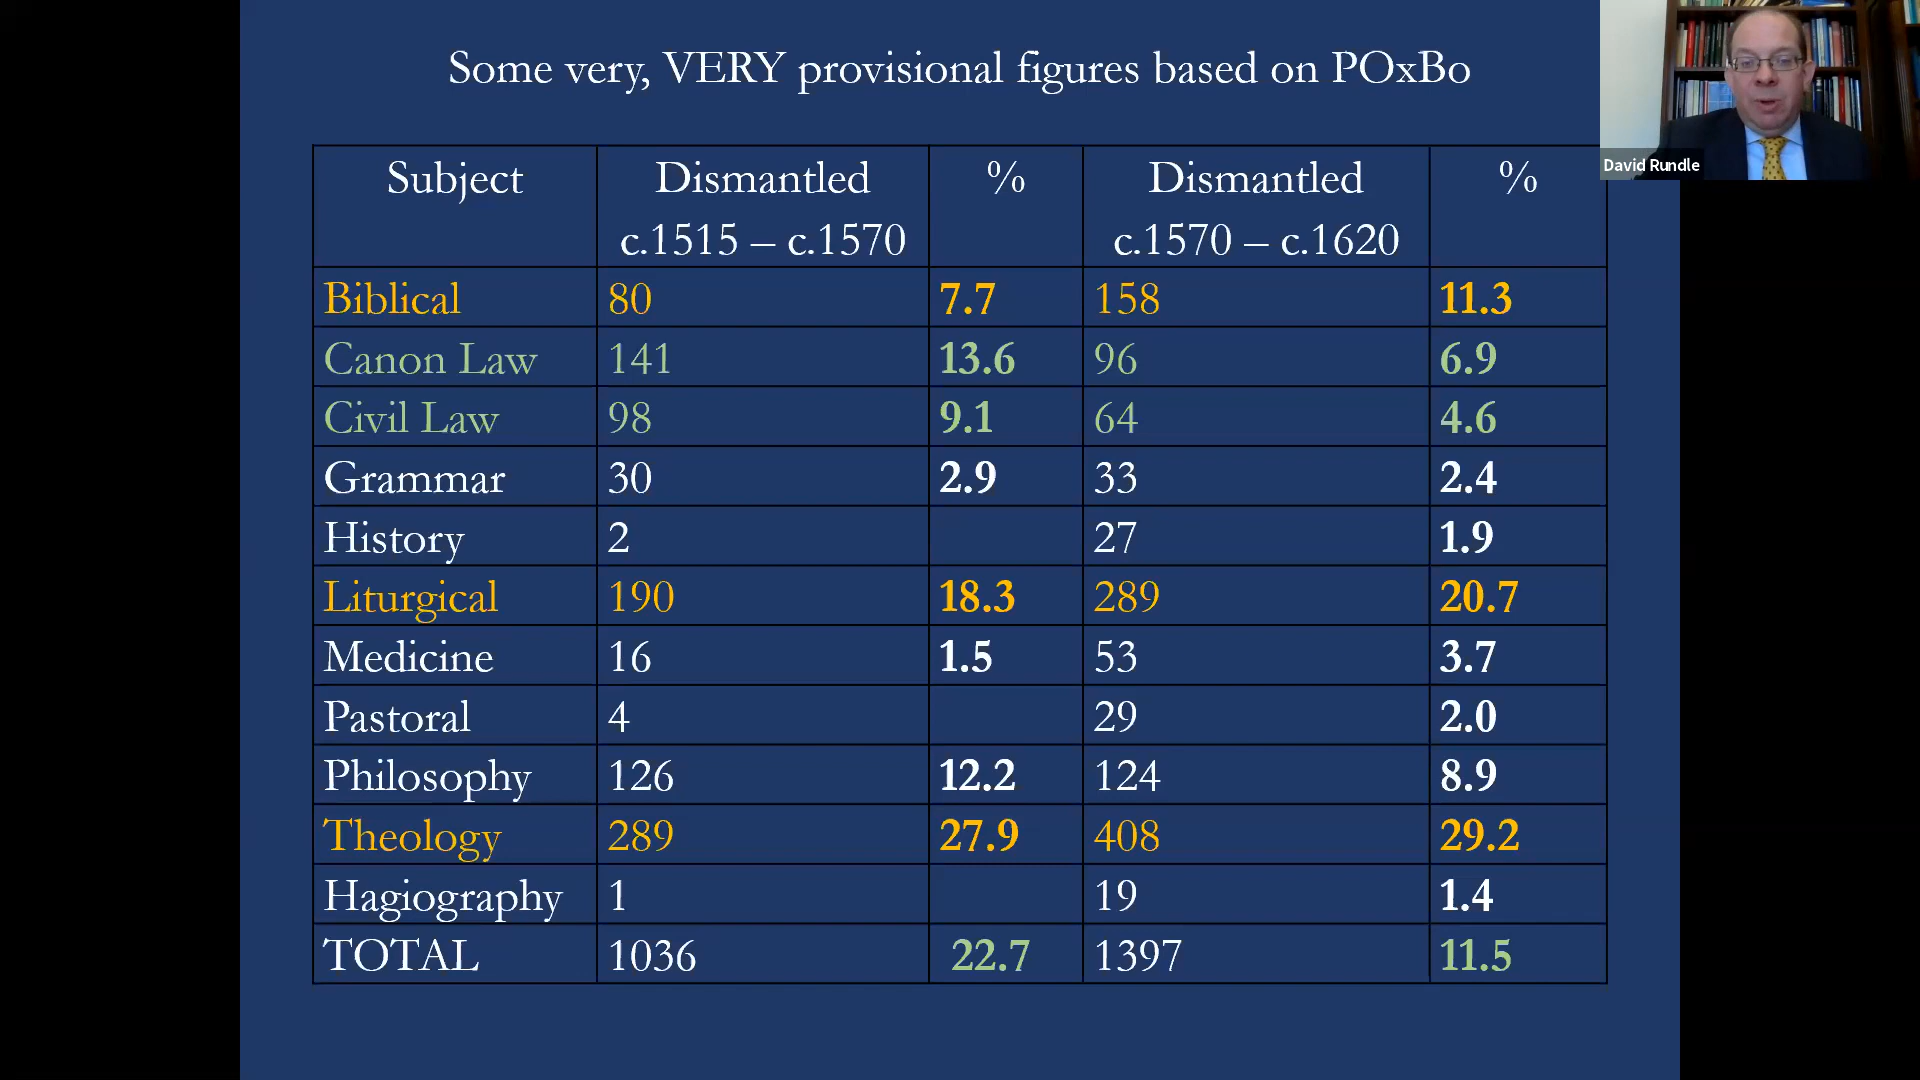 Some very, VERY provisional figures based on POxBo
David Rundle
Subject Dismantled % Dismantled %
c.1515 – c.1570 c.1570 – c.1620
Biblical 80 7.7 158 11.3
Canon Law 141 13.6 96 6.9
Civil Law 98 9.1 64 4.6
Grammar 30 2.9 33 2.4
History 2 27 1.9
Liturgical 190 18.3 289 20.7
Medicine 16 1.5 53 3.7
Pastoral 4 29 2.0
Philosophy 126 12.2 124 8.9
Theology 289 27.9 408 29.2
Hagiography 1 19 1.4
TOTAL 1036 22.7 1397 11.5